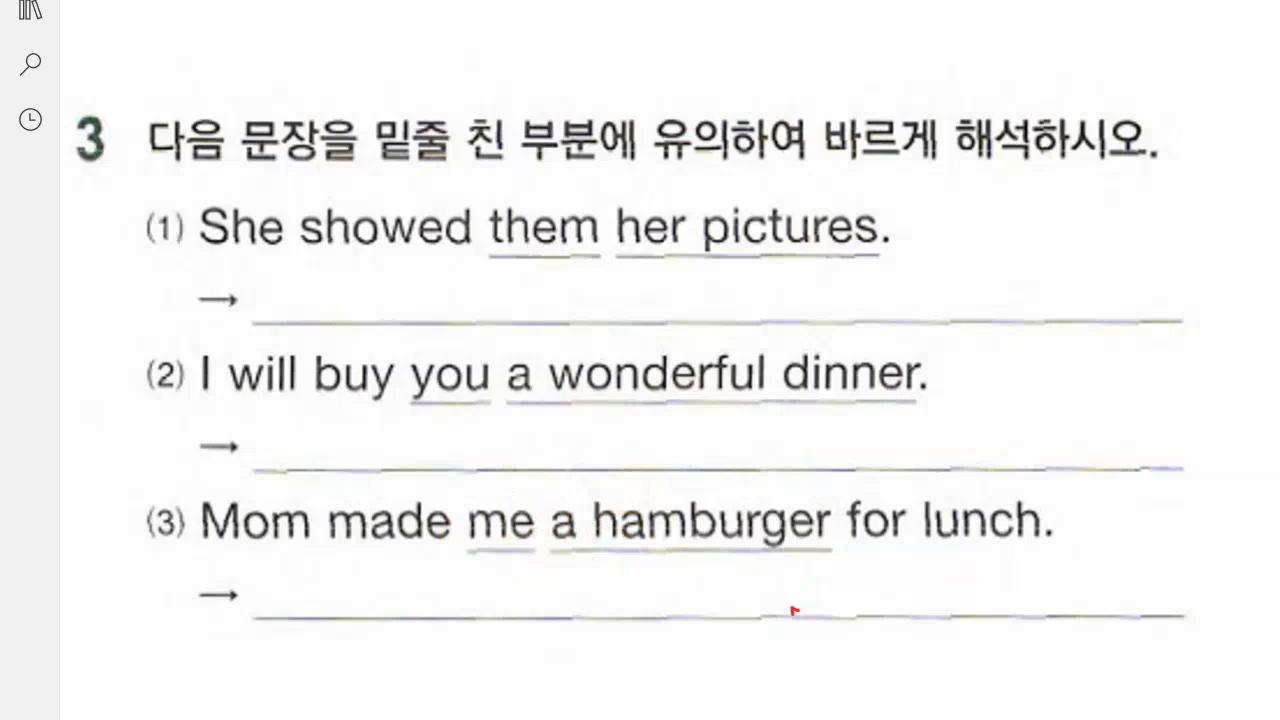 3 다음 문장을 밑줄 친 부분에 유의하여 바르게 해석하시오.
(1) She showed them her pictures.
→
(2) I will buy you a wonderful dinner.
→
(3) Mom made me a hamburger for lunch.
→